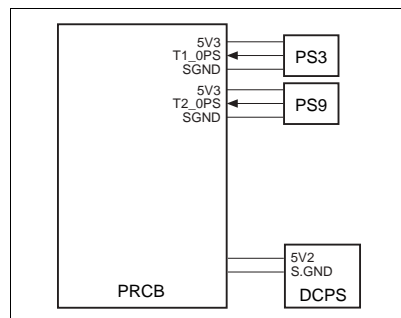 5V3
T1_0PS
SGND
PS3
5V3
T2_0PS
SGND
PS9
5V2
S.GND
PRCB
DCPS